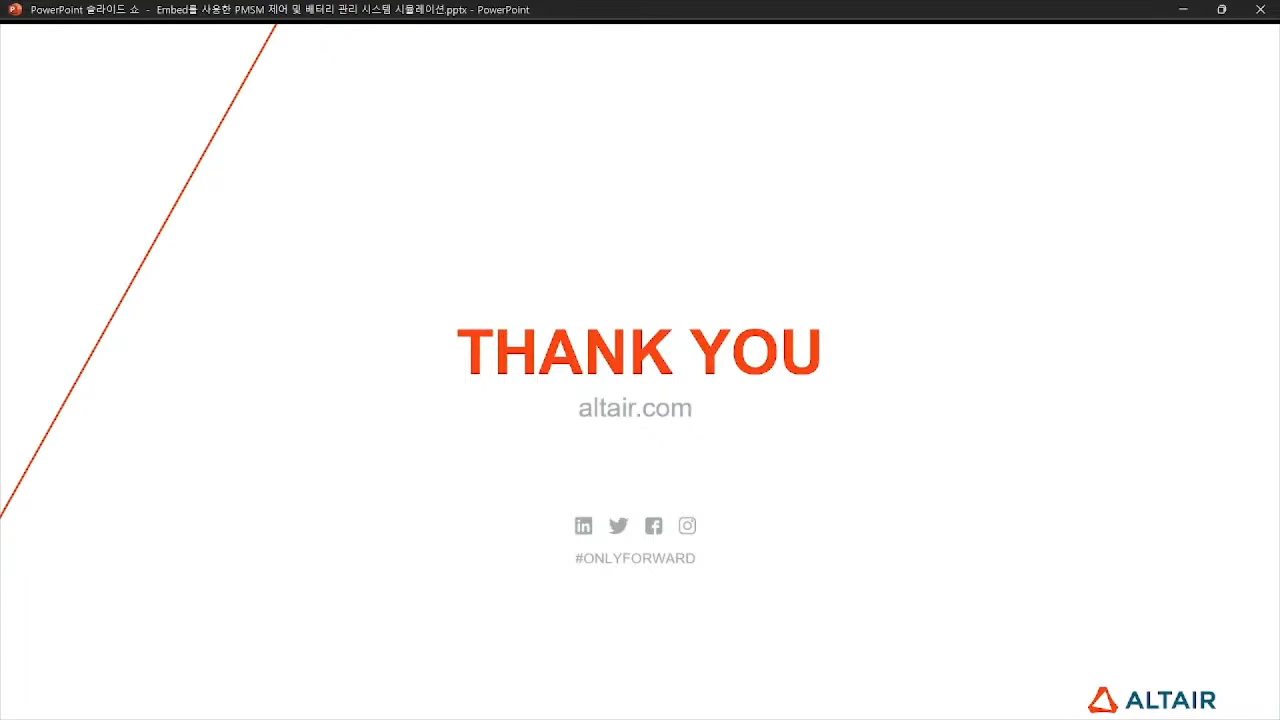 PowerPoint 슬라이드 쇼 - Embed를 사용한 PMSM 제어 및 배터리 관리 시스템 시뮬레이션.pptx - PowerPoint
THANK YOU
altair.com
#ONLYFORWARD
ALTAIR